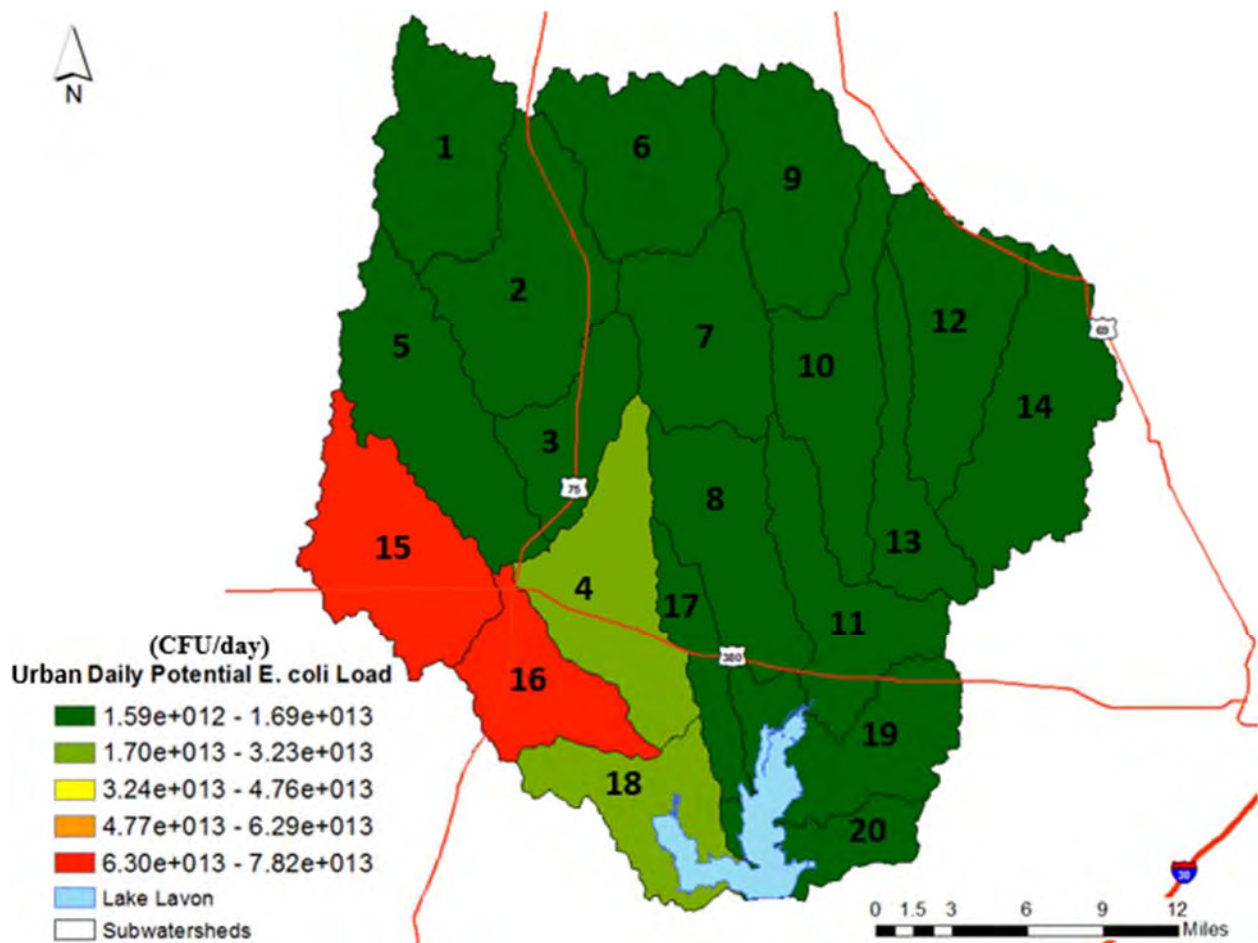 N
1
6
9
2
5
7
12
10
69
14
3
75
8
15
13
4
17
11
380
16
19
18
20
30
(CFU/day)
Urban Daily Potential E. coli Load
1.59e+012 - 1.69e+013
1.70e+013 - 3.23e+013
3.24e+013 - 4.76e+013
4.77e+013 - 6.29e+013
6.30e+013 - 7.82e+013
Lake Lavon
Subwatersheds
0 1.5 3 6 9 12
Miles